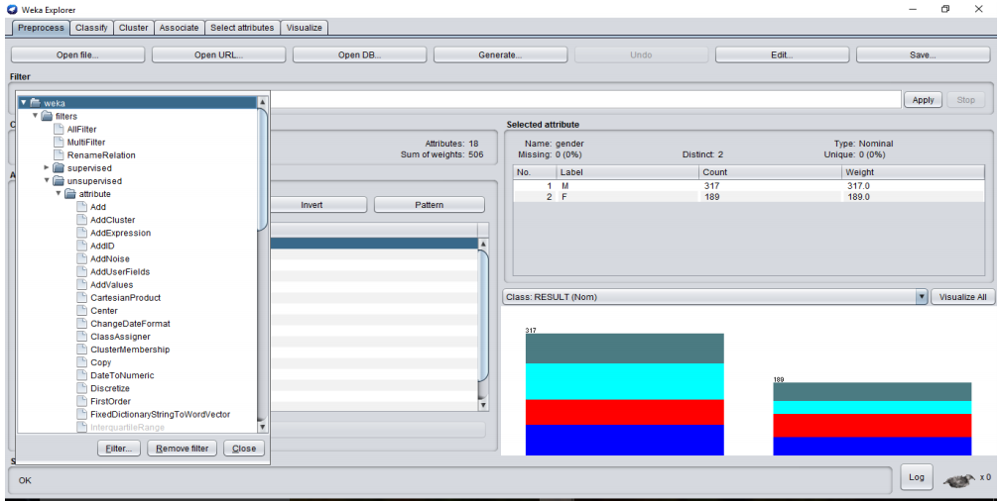 Weka Explorer
Preprocess Classify Cluster Associate Select attributes Visualize
Open file... Open URL... Open DB... Generate... Undo Edit... Save...
Filter
Apply Stop
weka
filters
AllFilter
MultiFilter
RenameRelation
supervised
unsupervised
attribute
Add
AddCluster
AddExpression
AddID
AddNoise
AddUserFields
AddValues
CartesianProduct
Center
ChangeDateFormat
ClassAssigner
ClusterMembership
Copy
DateToNumeric
Discretize
FirstOrder
FixedDictionaryStringToWordVector
InterquartileRange
Filter... Remove filter Close
Attributes: 18
Sum of weights: 506
Invert Pattern
Selected attribute
Name: gender Type: Nominal
Missing: 0 (0%) Distinct: 2 Unique: 0 (0%)
No. Label Count Weight
1 M 317 317.0
2 F 189 189.0
Class: RESULT (Nom) Visualize All
317
189
OK
Log x 0